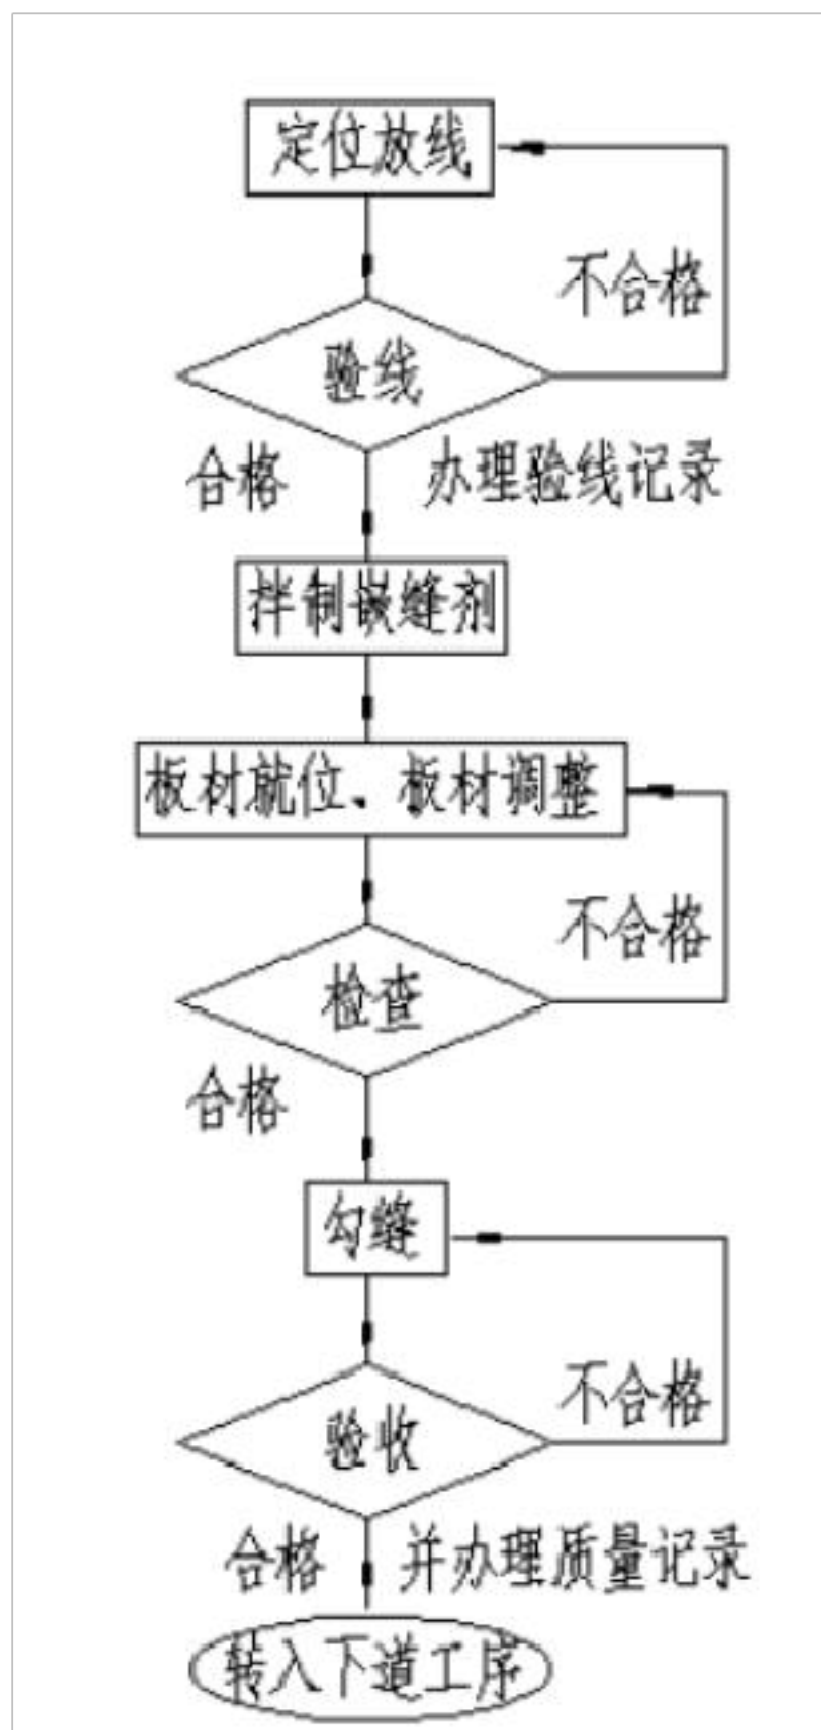 定位放线
不合格
验线
合格 办理验线记录
拌制嵌缝剂
板材就位、板材调整
不合格
检查
合格
勾缝
不合格
验收
合格 并办理质量记录
转入下道工序